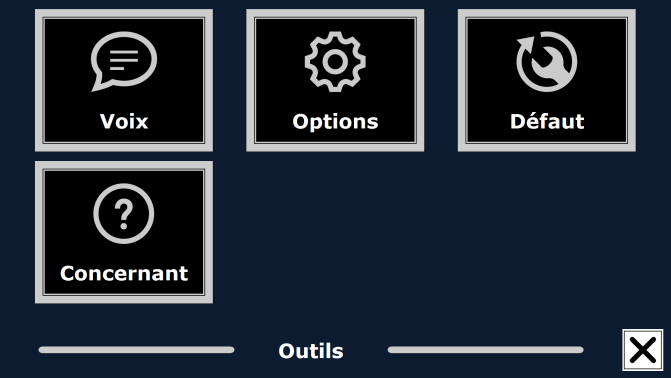 Voix
Options
Défaut
Concernant
Outils